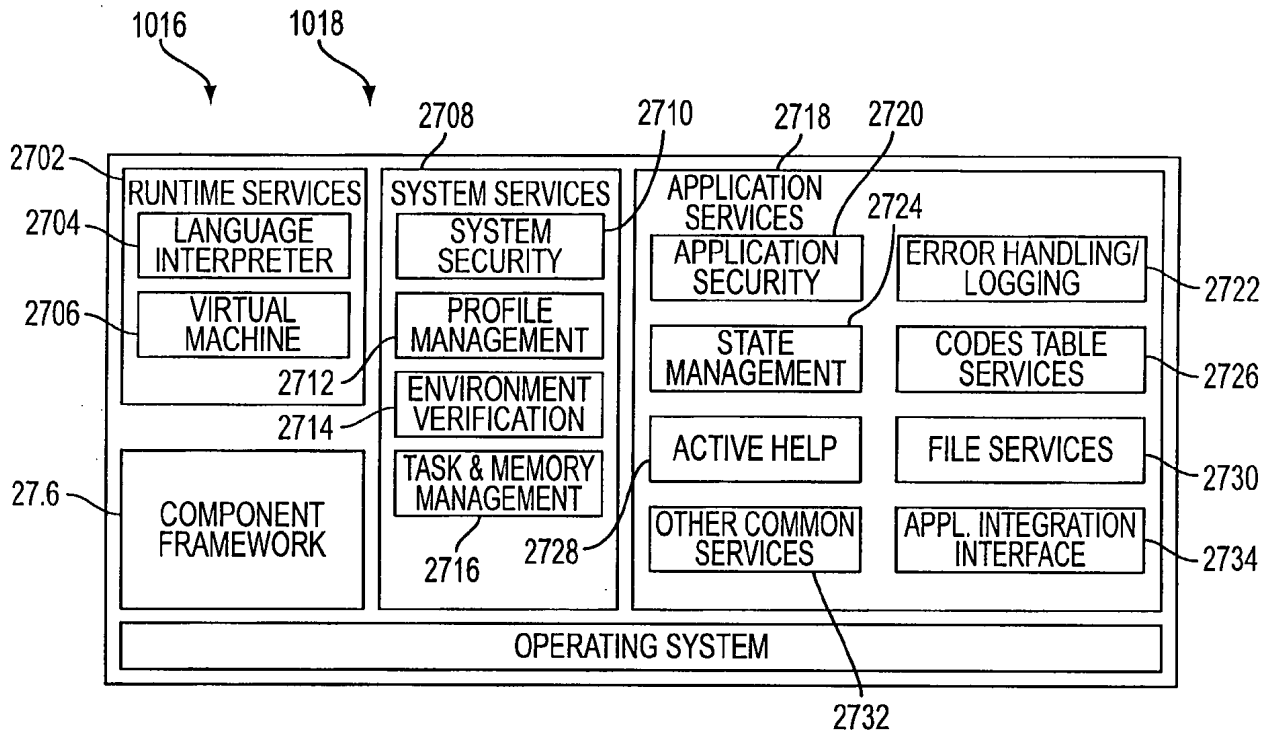 1016
1018
2708
2710
2718
2720
2702
RUNTIME SERVICES
SYSTEM SERVICES
APPLICATION
SERVICES
2724
2704
LANGUAGE
INTERPRETER
SYSTEM
SECURITY
APPLICATION
SECURITY
ERROR HANDLING/
LOGGING
2722
2706
VIRTUAL
MACHINE
PROFILE
MANAGEMENT
STATE
MANAGEMENT
CODES TABLE
SERVICES
2726
2712
ENVIRONMENT
VERIFICATION
2714
ACTIVE HELP
FILE SERVICES
2730
27.6
COMPONENT
FRAMEWORK
TASK & MEMORY
MANAGEMENT
2716
2728
OTHER COMMON
SERVICES
APPL. INTEGRATION
INTERFACE
2734
OPERATING SYSTEM
2732